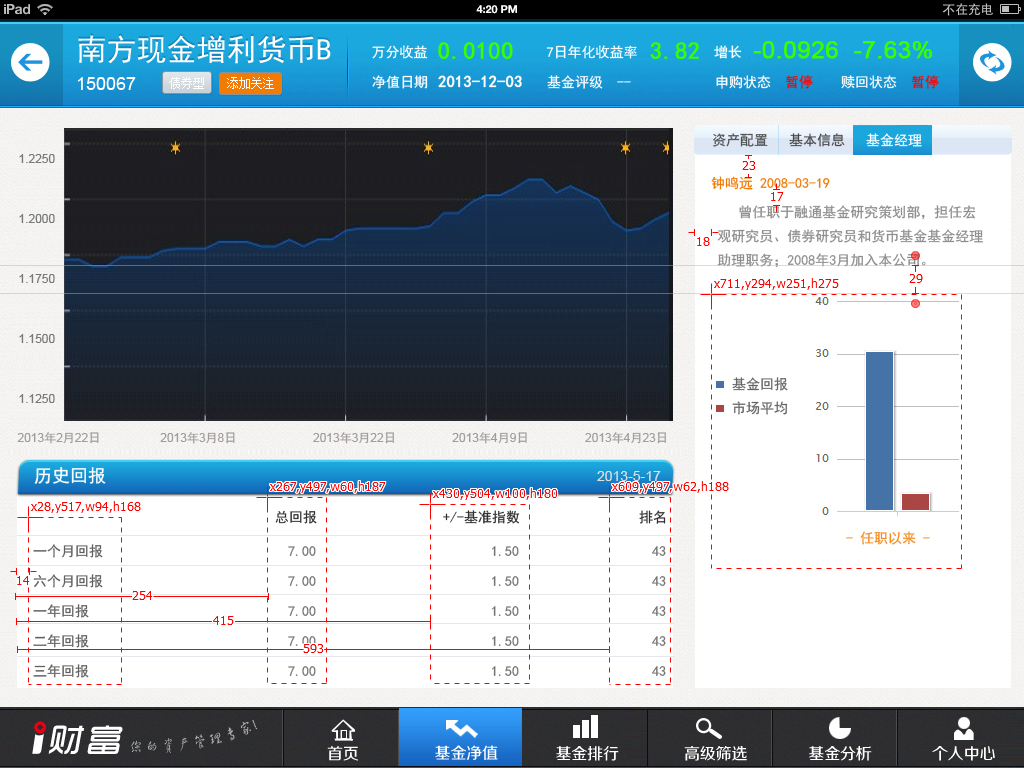 iPad 4:20 PM 不在充电
南方现金增利货币B
150067 债券型 添加关注
万分收益 0.0100 7日年化收益率 3.82 增长 -0.0926 -7.63%
净值日期 2013-12-03 基金评级 -- 申购状态 暂停 赎回状态 暂停
1.2250
1.2000
1.1750
1.1500
1.1250
2013年2月22日 2013年3月8日 2013年3月22日 2013年4月9日 2013年4月23日
资产配置 基本信息 基金经理
23
钟鸣远 2008-03-19
17
曾任职于融通基金研究策划部，担任宏
观研究员、债券研究员和货币基金基金经理
18
助理职务；2008年3月加入本公司。
29
x711,y294,w251,h275
40
30
20
10
0
基金回报
市场平均
- 任职以来 -
历史回报 2013-5-17
x28,y517,w94,h168
x267,y497,w60,h187
x430,y504,w100,h180
x609,y497,w62,h188
总回报 +/-基准指数 排名
一个月回报 7.00 1.50 43
六个月回报 7.00 1.50 43
14
254
一年回报 7.00 1.50 43
415
二年回报 7.00 1.50 43
593
三年回报 7.00 1.50 43
i财富 你的资产管理专家!
首页 基金净值 基金排行 高级筛选 基金分析 个人中心